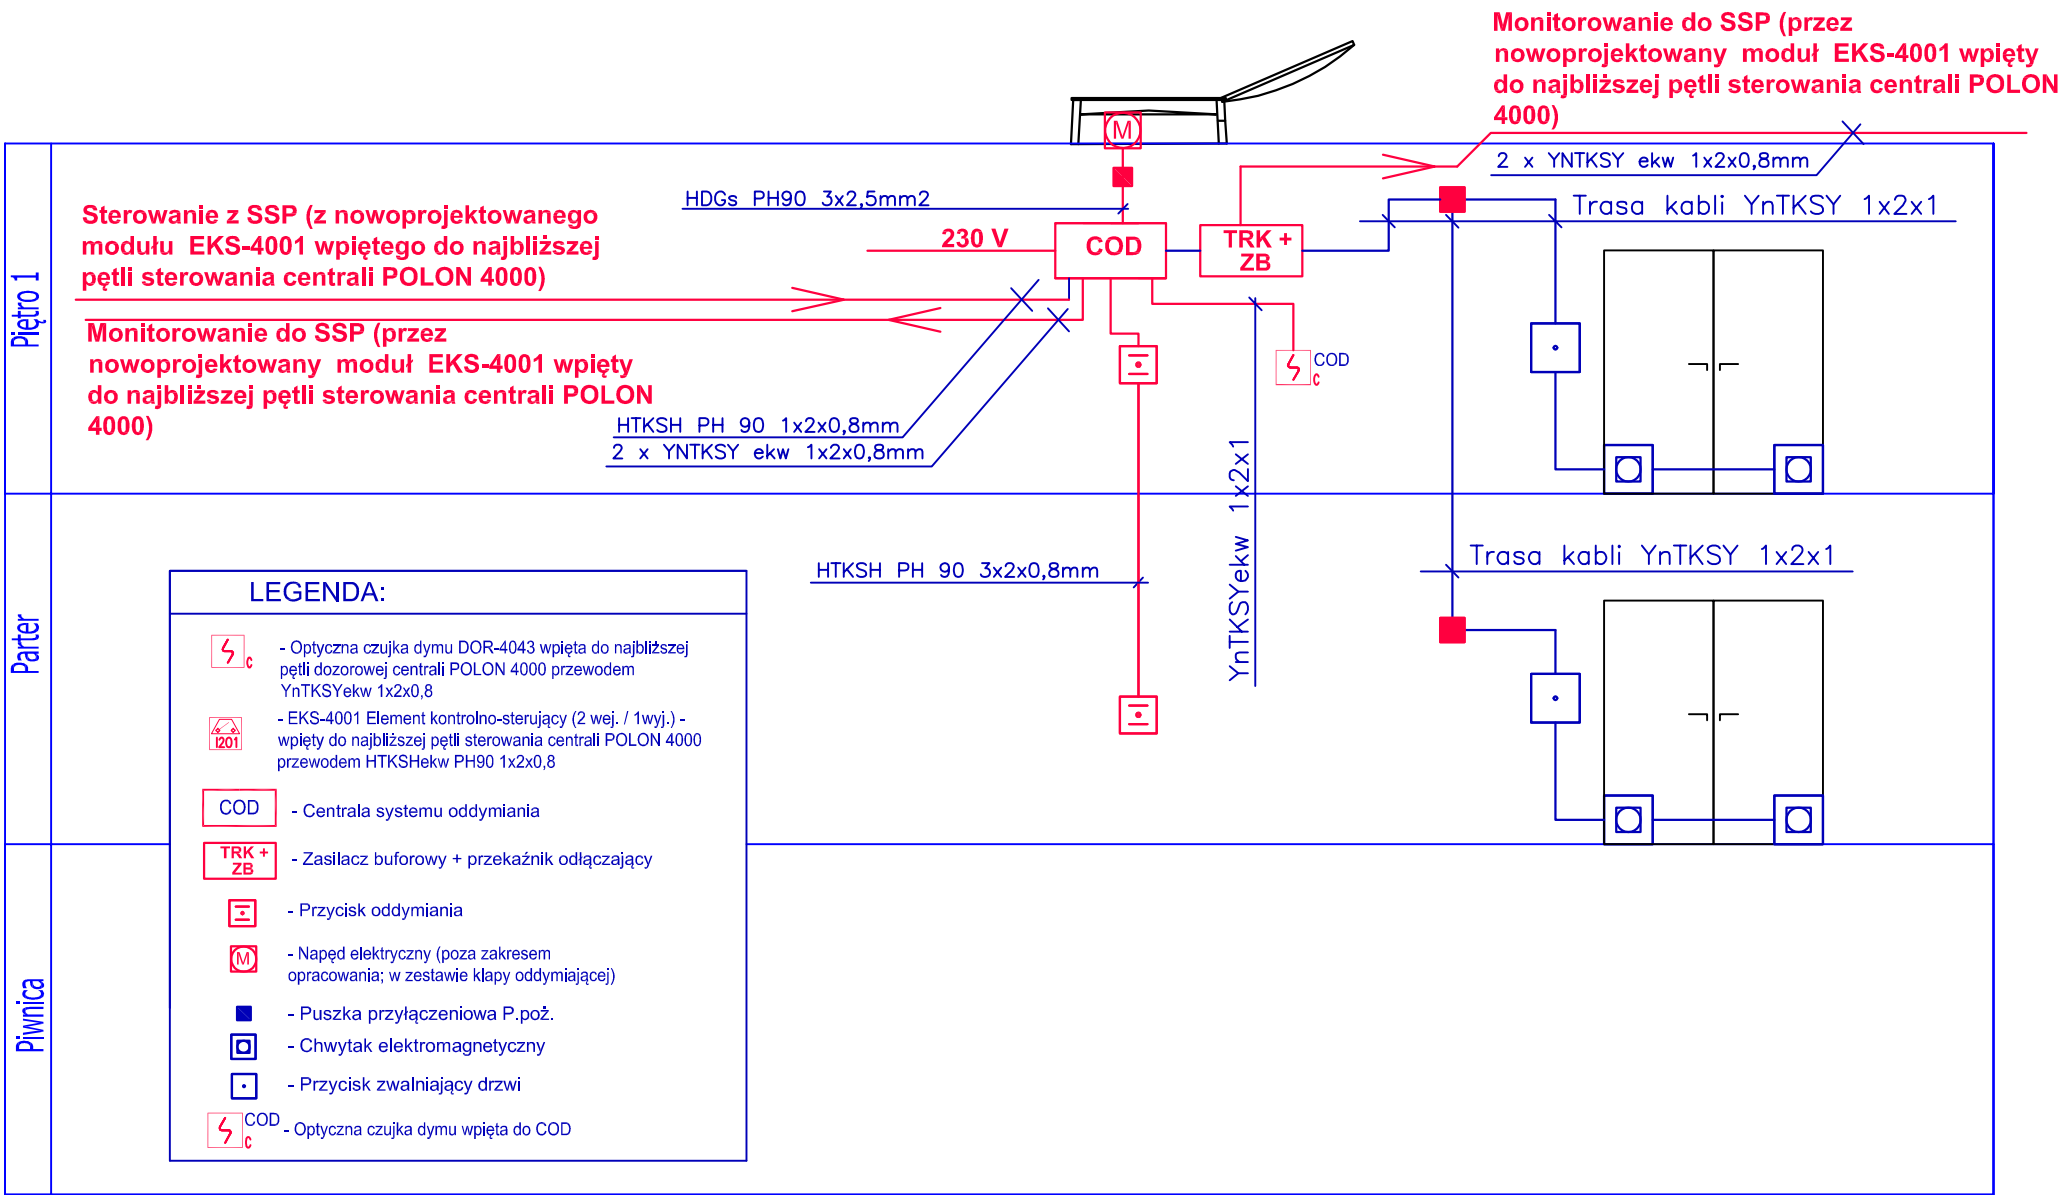 Monitorowanie do SSP (przez
nowoprojektowany moduł EKS-4001 wpięty
do najbliższej pętli sterowania centrali POLON
4000)
2 x YNTKSY ekw 1x2x0,8mm
M
HDGs PH90 3x2,5mm2
Trasa kabli YnTKSY 1x2x1
Sterowanie z SSP (z nowoprojektowanego
modułu EKS-4001 wpiętego do najbliższej
pętli sterowania centrali POLON 4000)
230 V
COD
TRK +
ZB
Piętro 1
Monitorowanie do SSP (przez
nowoprojektowany moduł EKS-4001 wpięty
do najbliższej pętli sterowania centrali POLON
4000)
COD
C
HTKSH PH 90 1x2x0,8mm
2 x YNTKSY ekw 1x2x0,8mm
YnTKSYekw 1x2x1
Parter
HTKSH PH 90 3x2x0,8mm
Trasa kabli YnTKSY 1x2x1
LEGENDA:
C
- Optyczna czujka dymu DOR-4043 wpięta do najbliższej
pętli dozorowej centrali POLON 4000 przewodem
YnTKSYekw 1x2x0,8
I201
- EKS-4001 Element kontrolno-sterujący (2 wej. / 1wyj.) -
wpięty do najbliższej pętli sterowania centrali POLON 4000
przewodem HTKSHekw PH90 1x2x0,8
COD
- Centrala systemu oddymiania
TRK +
ZB
- Zasilacz buforowy + przekaźnik odłączający
- Przycisk oddymiania
M
- Napęd elektryczny (poza zakresem
opracowania; w zestawie klapy oddymiającej)
- Puszka przyłączeniowa P.poż.
- Chwytak elektromagnetyczny
- Przycisk zwalniający drzwi
COD
C
- Optyczna czujka dymu wpięta do COD
Piwnica